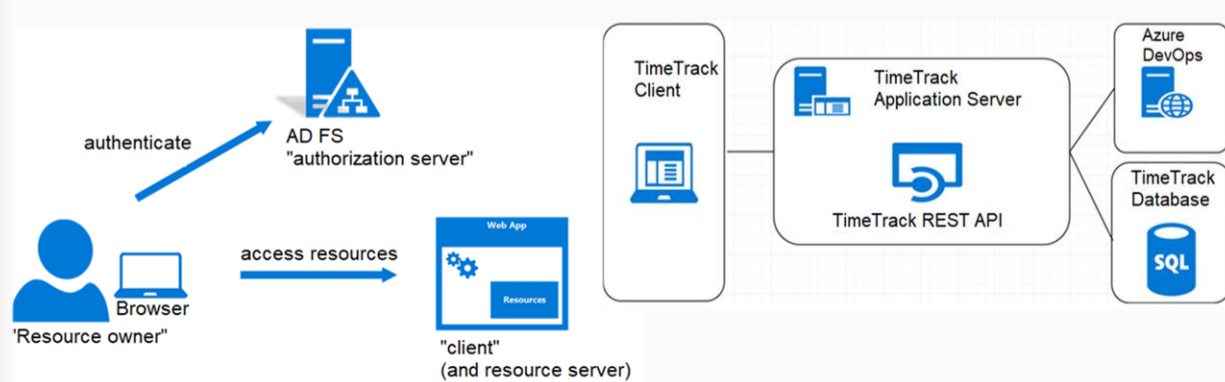 authenticate
AD FS
"authorization server"
access resources
Browser
"Resource owner"
Web App
Resources
"client"
(and resource server)
TimeTrack
Client
TimeTrack
Application Server
TimeTrack REST API
Azure
DevOps
TimeTrack
Database
SQL